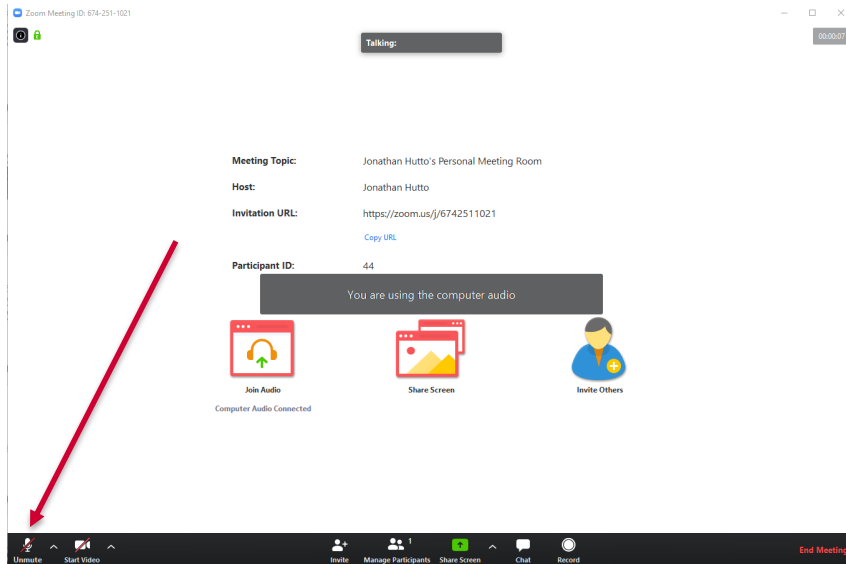 Zoom Meeting ID: 674-251-1021
Talking:
00:00:07
Meeting Topic: Jonathan Hutto's Personal Meeting Room
Host: Jonathan Hutto
Invitation URL: https://zoom.us/j/6742511021
Copy URL
Participant ID: 44
You are using the computer audio
Join Audio Share Screen Invite Others
Computer Audio Connected
Unmute Start Video Invite Manage Participants 1 Share Screen Chat Record End Meeting